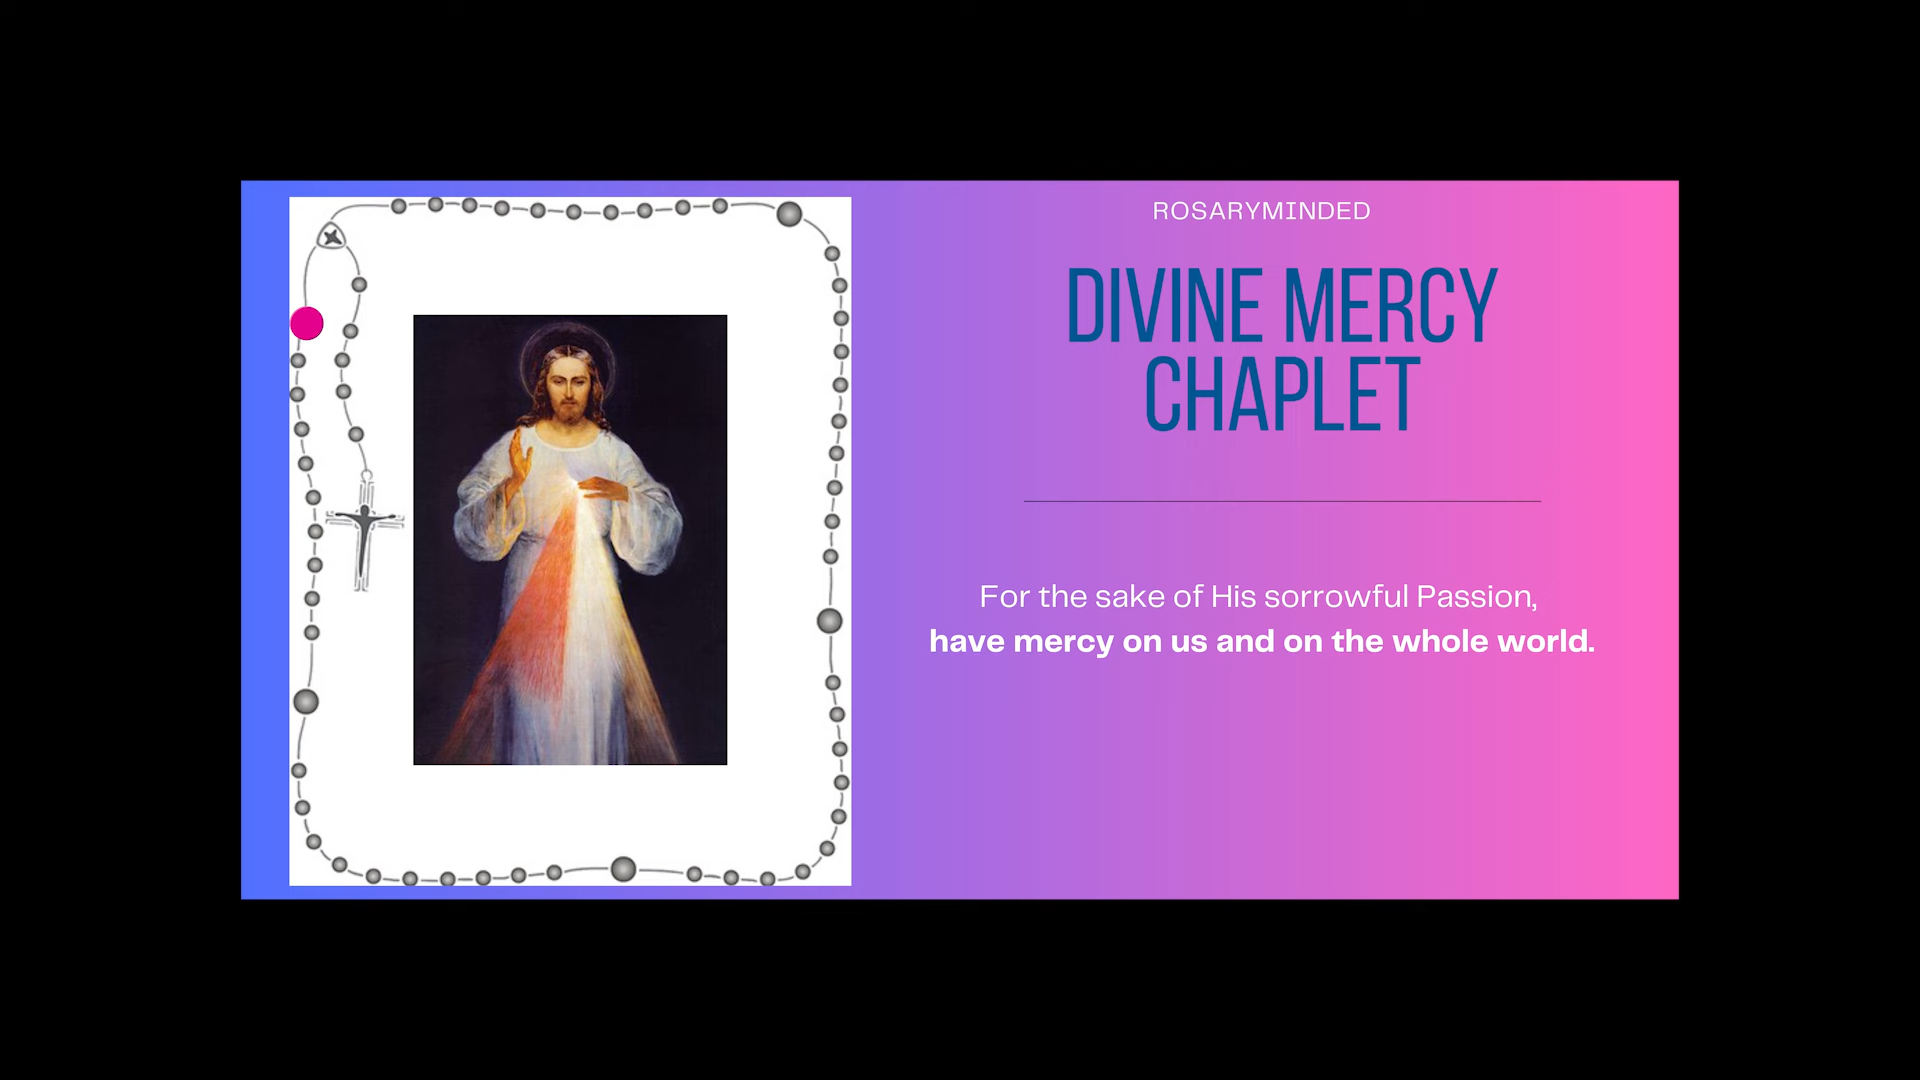 ROSARYMINDED
DIVINE MERCY
CHAPLET
For the sake of His sorrowful Passion,
have mercy on us and on the whole world.